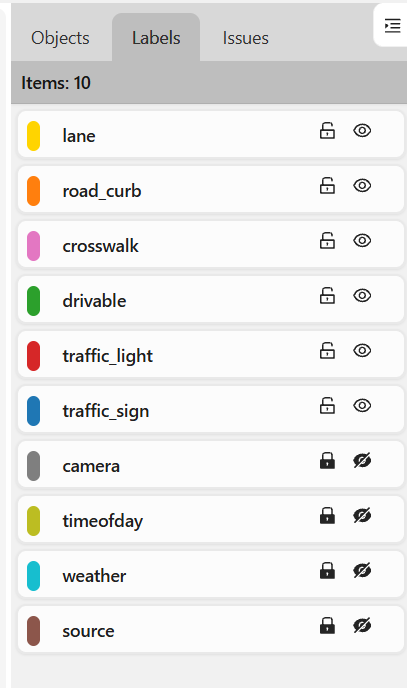 Objects Labels Issues
Items: 10
lane
road_curb
crosswalk
drivable
traffic_light
traffic_sign
camera
timeofday
weather
source